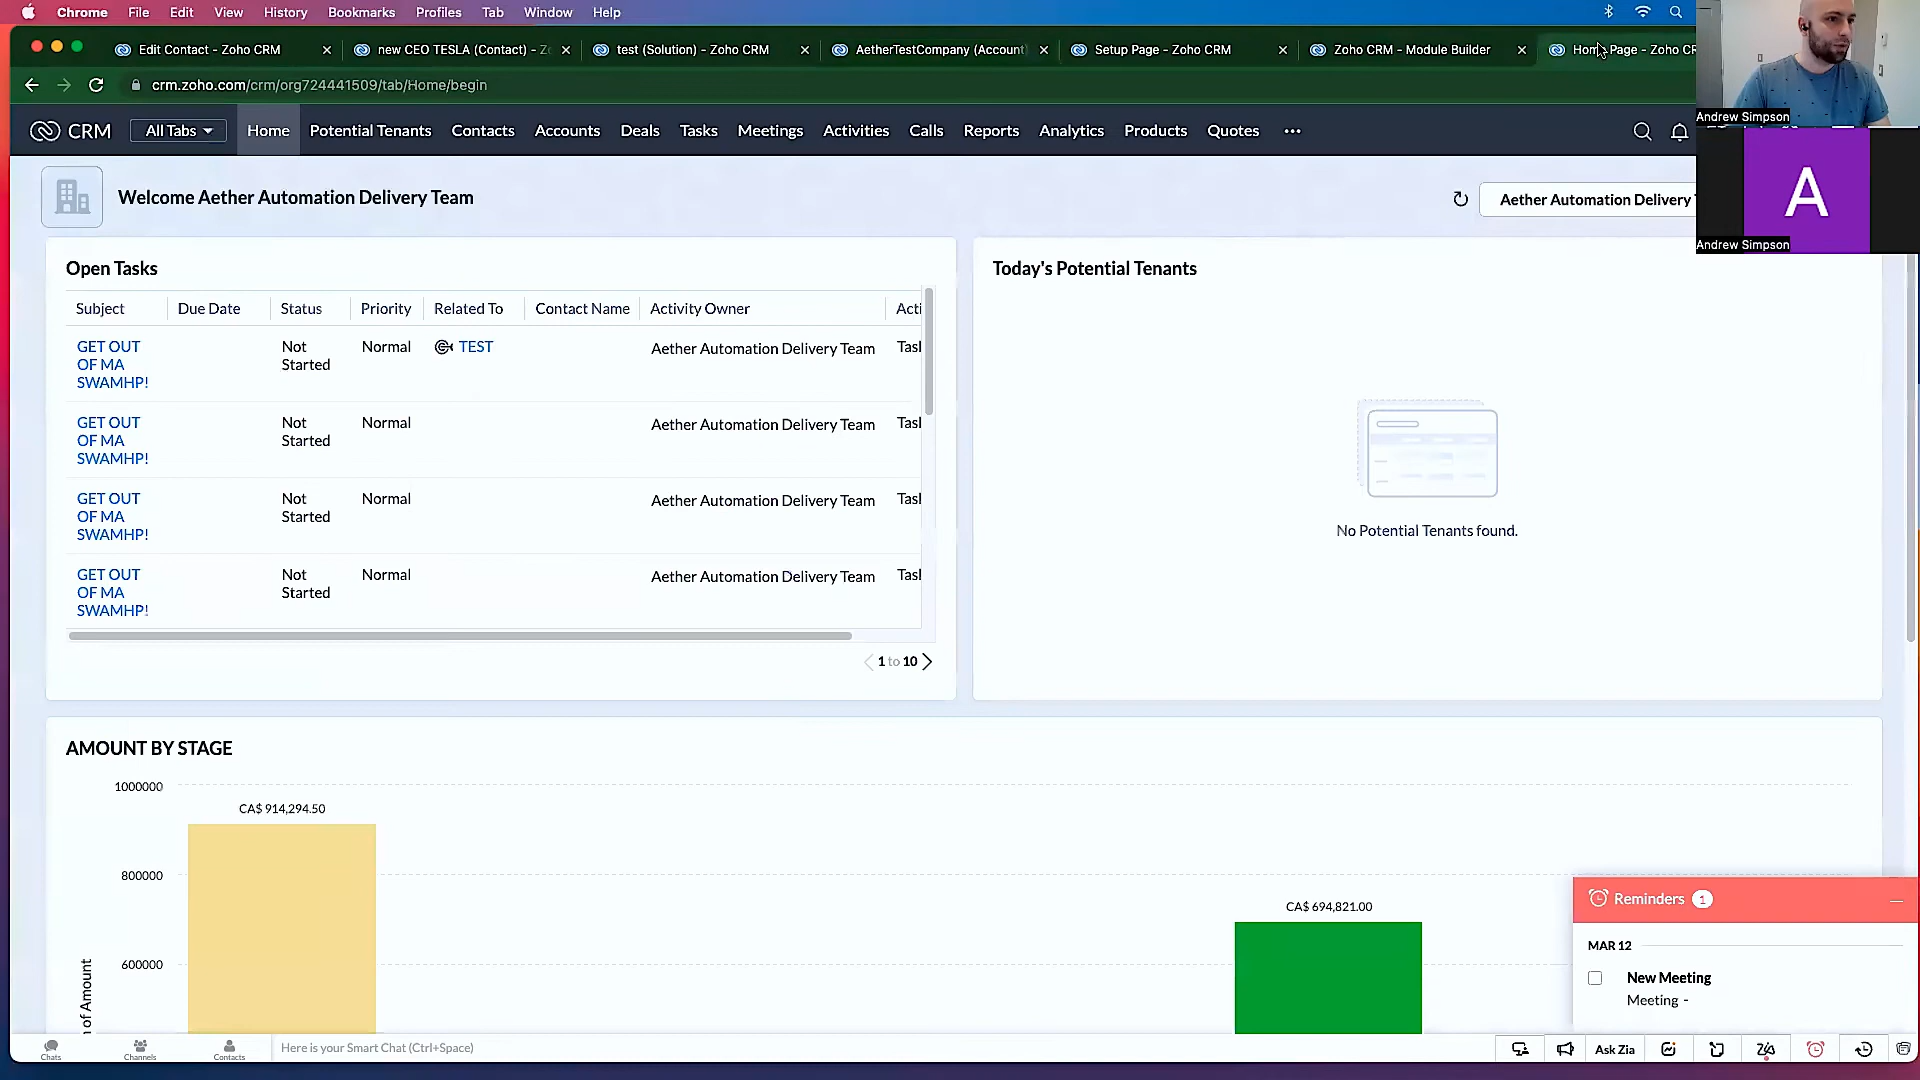 Chrome File Edit View History Bookmarks Profiles Tab Window Help
Edit Contact - Zoho CRM
new CEO TESLA (Contact) - Zo
test (Solution) - Zoho CRM
AetherTestCompany (Account)
Setup Page - Zoho CRM
Zoho CRM - Module Builder
Home Page - Zoho CR
crm.zoho.com/crm/org724441509/tab/Home/begin
CRM All Tabs Home Potential Tenants Contacts Accounts Deals Tasks Meetings Activities Calls Reports Analytics Products Quotes •••
Andrew Simpson
A
Andrew Simpson
Welcome Aether Automation Delivery Team
Aether Automation Delivery
Open Tasks
Subject Due Date Status Priority Related To Contact Name Activity Owner Acti
GET OUT OF MA SWAMHP! Not Started Normal TEST Aether Automation Delivery Team Tasl
GET OUT OF MA SWAMHP! Not Started Normal Aether Automation Delivery Team Tasl
GET OUT OF MA SWAMHP! Not Started Normal Aether Automation Delivery Team Tasl
GET OUT OF MA SWAMHP! Not Started Normal Aether Automation Delivery Team Tasl
1 to 10
Today's Potential Tenants
No Potential Tenants found.
AMOUNT BY STAGE
1000000
CA$ 914,294.50
800000
CA$ 694,821.00
600000
of Amount
Reminders 1
MAR 12
New Meeting
Meeting -
Chats
Channels
Contacts
Here is your Smart Chat (Ctrl+Space)
Ask Zia